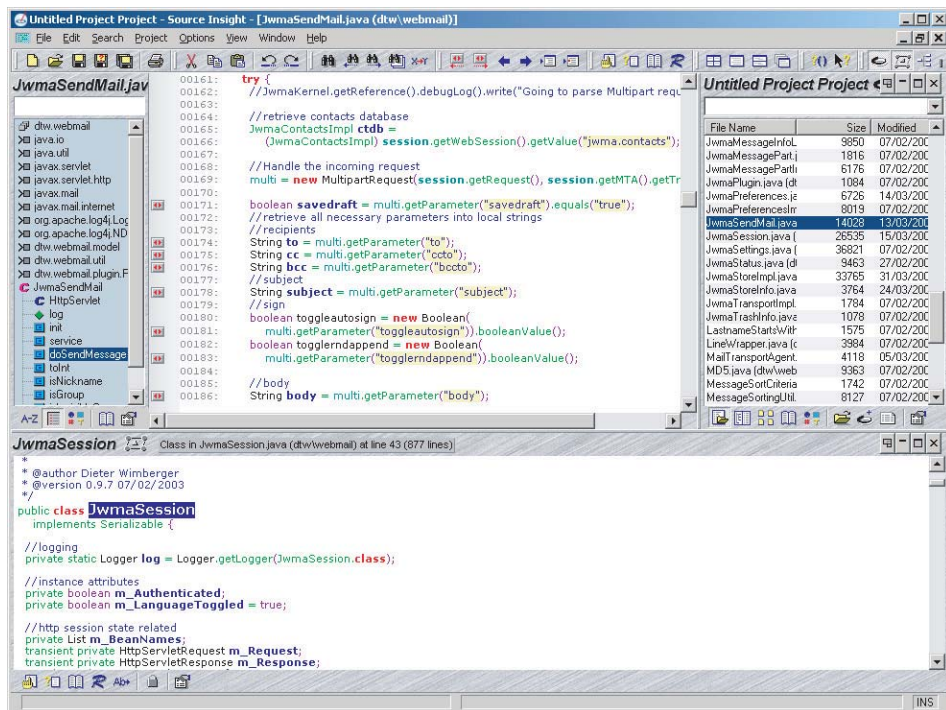 Untitled Project Project - Source Insight - [JwmaSendMail.java (dtw\webmail)]
File Edit Search Project Options View Window Help
JwmaSendMail.jav
dtw.webmail
java.io
java.util
javax.servlet
javax.servlet.http
javax.mail
javax.mail.internet
org.apache.log4j.Log
org.apache.log4j.ND
dtw.webmail.model
dtw.webmail.util
dtw.webmail.plugin.F
JwmaSendMail
HttpServlet
log
init
service
doSendMessage
toInt
isNickname
isGroup
A-Z
00161: try {
00162: //JwmaKernel.getReference().debugLog().write("Going to parse Multipart requ
00163:
00164: //retrieve contacts database
00165: JwmaContactsImpl ctdb =
00166: (JwmaContactsImpl) session.getWebSession().getValue("jwma.contacts");
00167:
00168: //Handle the incoming request
00169: multi = new MultipartRequest(session.getRequest(), session.getMTA().getTr
00170:
00171: boolean savedraft = multi.getParameter("savedraft").equals("true");
00172: //retrieve all necessary parameters into local strings
00173: //recipients
00174: String to = multi.getParameter("to");
00175: String cc = multi.getParameter("ccto");
00176: String bcc = multi.getParameter("bccto");
00177: //subject
00178: String subject = multi.getParameter("subject");
00179: //sign
00180: boolean toggleautosign = new Boolean(
00181: multi.getParameter("toggleautosign")).booleanValue();
00182: boolean togglerndappend = new Boolean(
00183: multi.getParameter("togglerndappend")).booleanValue();
00184:
00185: //body
00186: String body = multi.getParameter("body");
Untitled Project Project
File Name Size Modified
JwmaMessageInfoL 9850 07/02/200
JwmaMessagePart.j 1816 07/02/200
JwmaMessagePartIr 6176 07/02/200
JwmaPlugin.java (dt 1084 07/02/200
JwmaPreferences.ja 6726 14/03/200
JwmaPreferencesIm 8019 07/02/200
JwmaSendMail.java 14028 13/03/200
JwmaSession.java ( 26535 15/03/200
JwmaSettings.java ( 36821 07/02/200
JwmaStatus.java (dt 9463 27/02/200
JwmaStoreImpl.java 33765 31/03/200
JwmaStoreInfo.java 3764 24/03/200
JwmaTransportImpl. 1784 07/02/200
JwmaTrashInfo.java 1078 07/02/200
LastnameStartsWith 1575 07/02/200
LineWrapper.java (c 3984 07/02/200
MailTransportAgent. 4118 05/03/200
MD5.java (dtw\web 9363 07/02/200
MessageSortCriteria 1742 07/02/200
MessageSortingUtil. 8127 07/02/200
JwmaSession Class in JwmaSession.java (dtw\webmail) at line 43 (877 lines)
*
* @author Dieter Wimberger
* @version 0.9.7 07/02/2003
*/
public class JwmaSession
implements Serializable {
//logging
private static Logger log = Logger.getLogger(JwmaSession.class);
//instance attributes
private boolean m_Authenticated;
private boolean m_LanguageToggled = true;
//http session state related
private List m_BeanNames;
transient private HttpServletRequest m_Request;
transient private HttpServletResponse m_Response;
INS